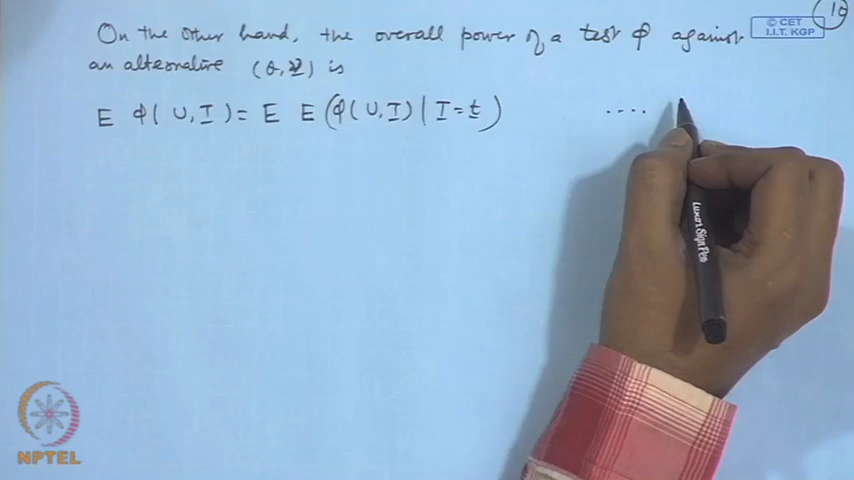 On the other hand, the overall power of a test ϕ against
an alternative (θ, ν) is
E ϕ(U, T) = E E(ϕ(U, T) | T = t) ....
© CET
I.I.T. KGP
16
Luxor Sign Pen
NPTEL